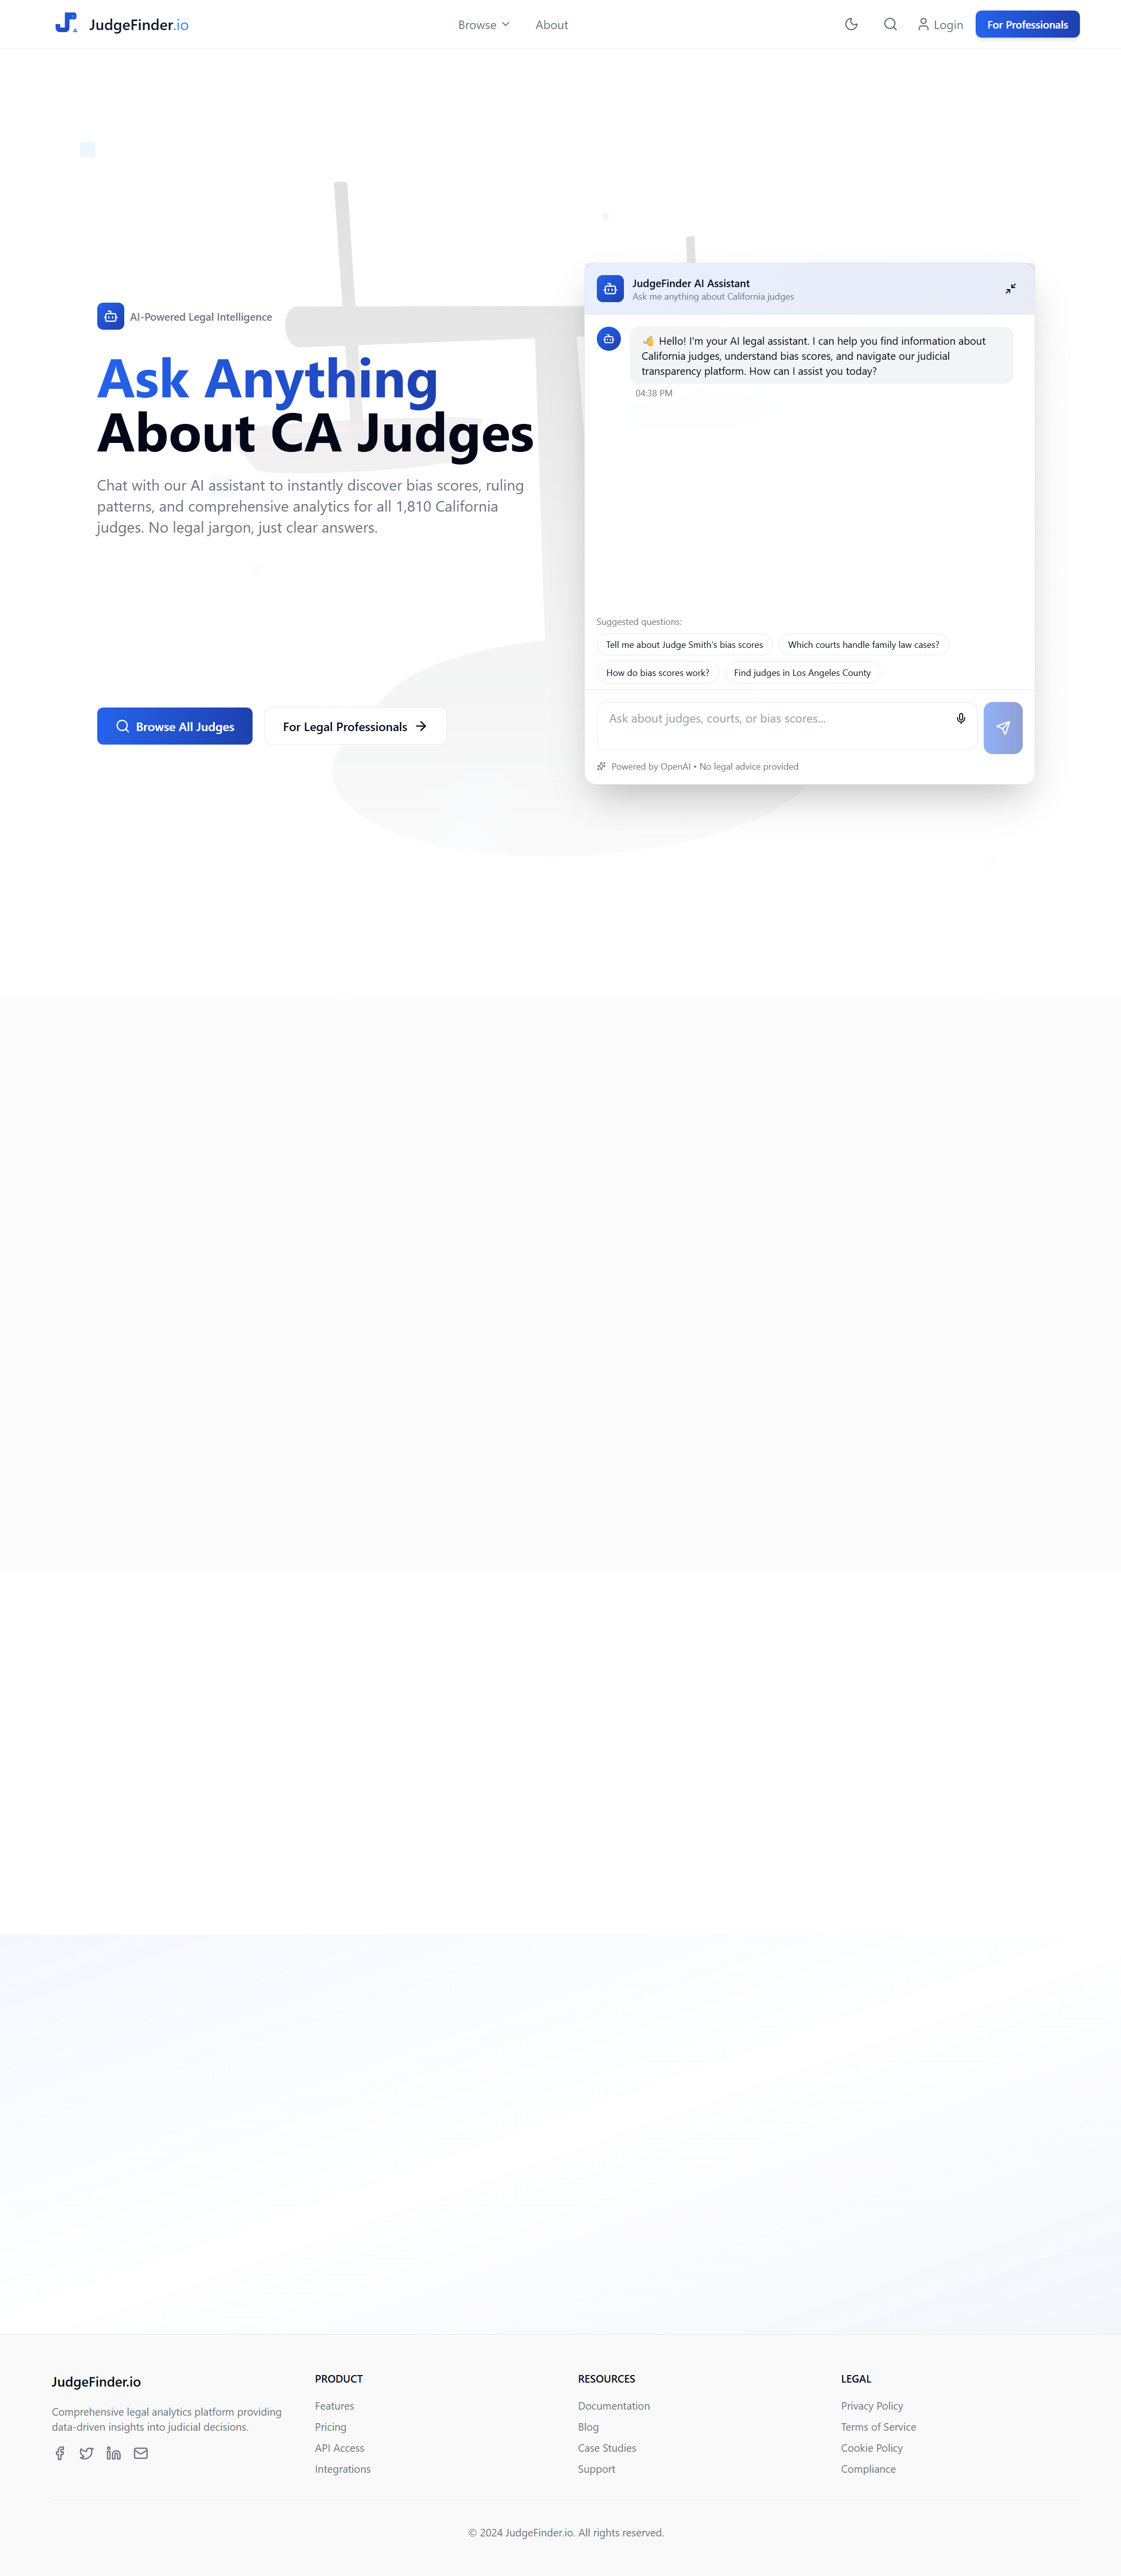 JudgeFinder.io
Browse
About
Login
For Professionals
AI-Powered Legal Intelligence
Ask Anything
About CA Judges
Chat with our AI assistant to instantly discover bias scores, ruling
patterns, and comprehensive analytics for all 1,810 California
judges. No legal jargon, just clear answers.
Browse All Judges
For Legal Professionals
JudgeFinder AI Assistant
Ask me anything about California judges
👋 Hello! I'm your AI legal assistant. I can help you find information about
California judges, understand bias scores, and navigate our judicial
transparency platform. How can I assist you today?
04:38 PM
Suggested questions:
Tell me about Judge Smith's bias scores
Which courts handle family law cases?
How do bias scores work?
Find judges in Los Angeles County
Ask about judges, courts, or bias scores...
Powered by OpenAI • No legal advice provided
JudgeFinder.io
Comprehensive legal analytics platform providing
data-driven insights into judicial decisions.
PRODUCT
Features
Pricing
API Access
Integrations
RESOURCES
Documentation
Blog
Case Studies
Support
LEGAL
Privacy Policy
Terms of Service
Cookie Policy
Compliance
© 2024 JudgeFinder.io. All rights reserved.